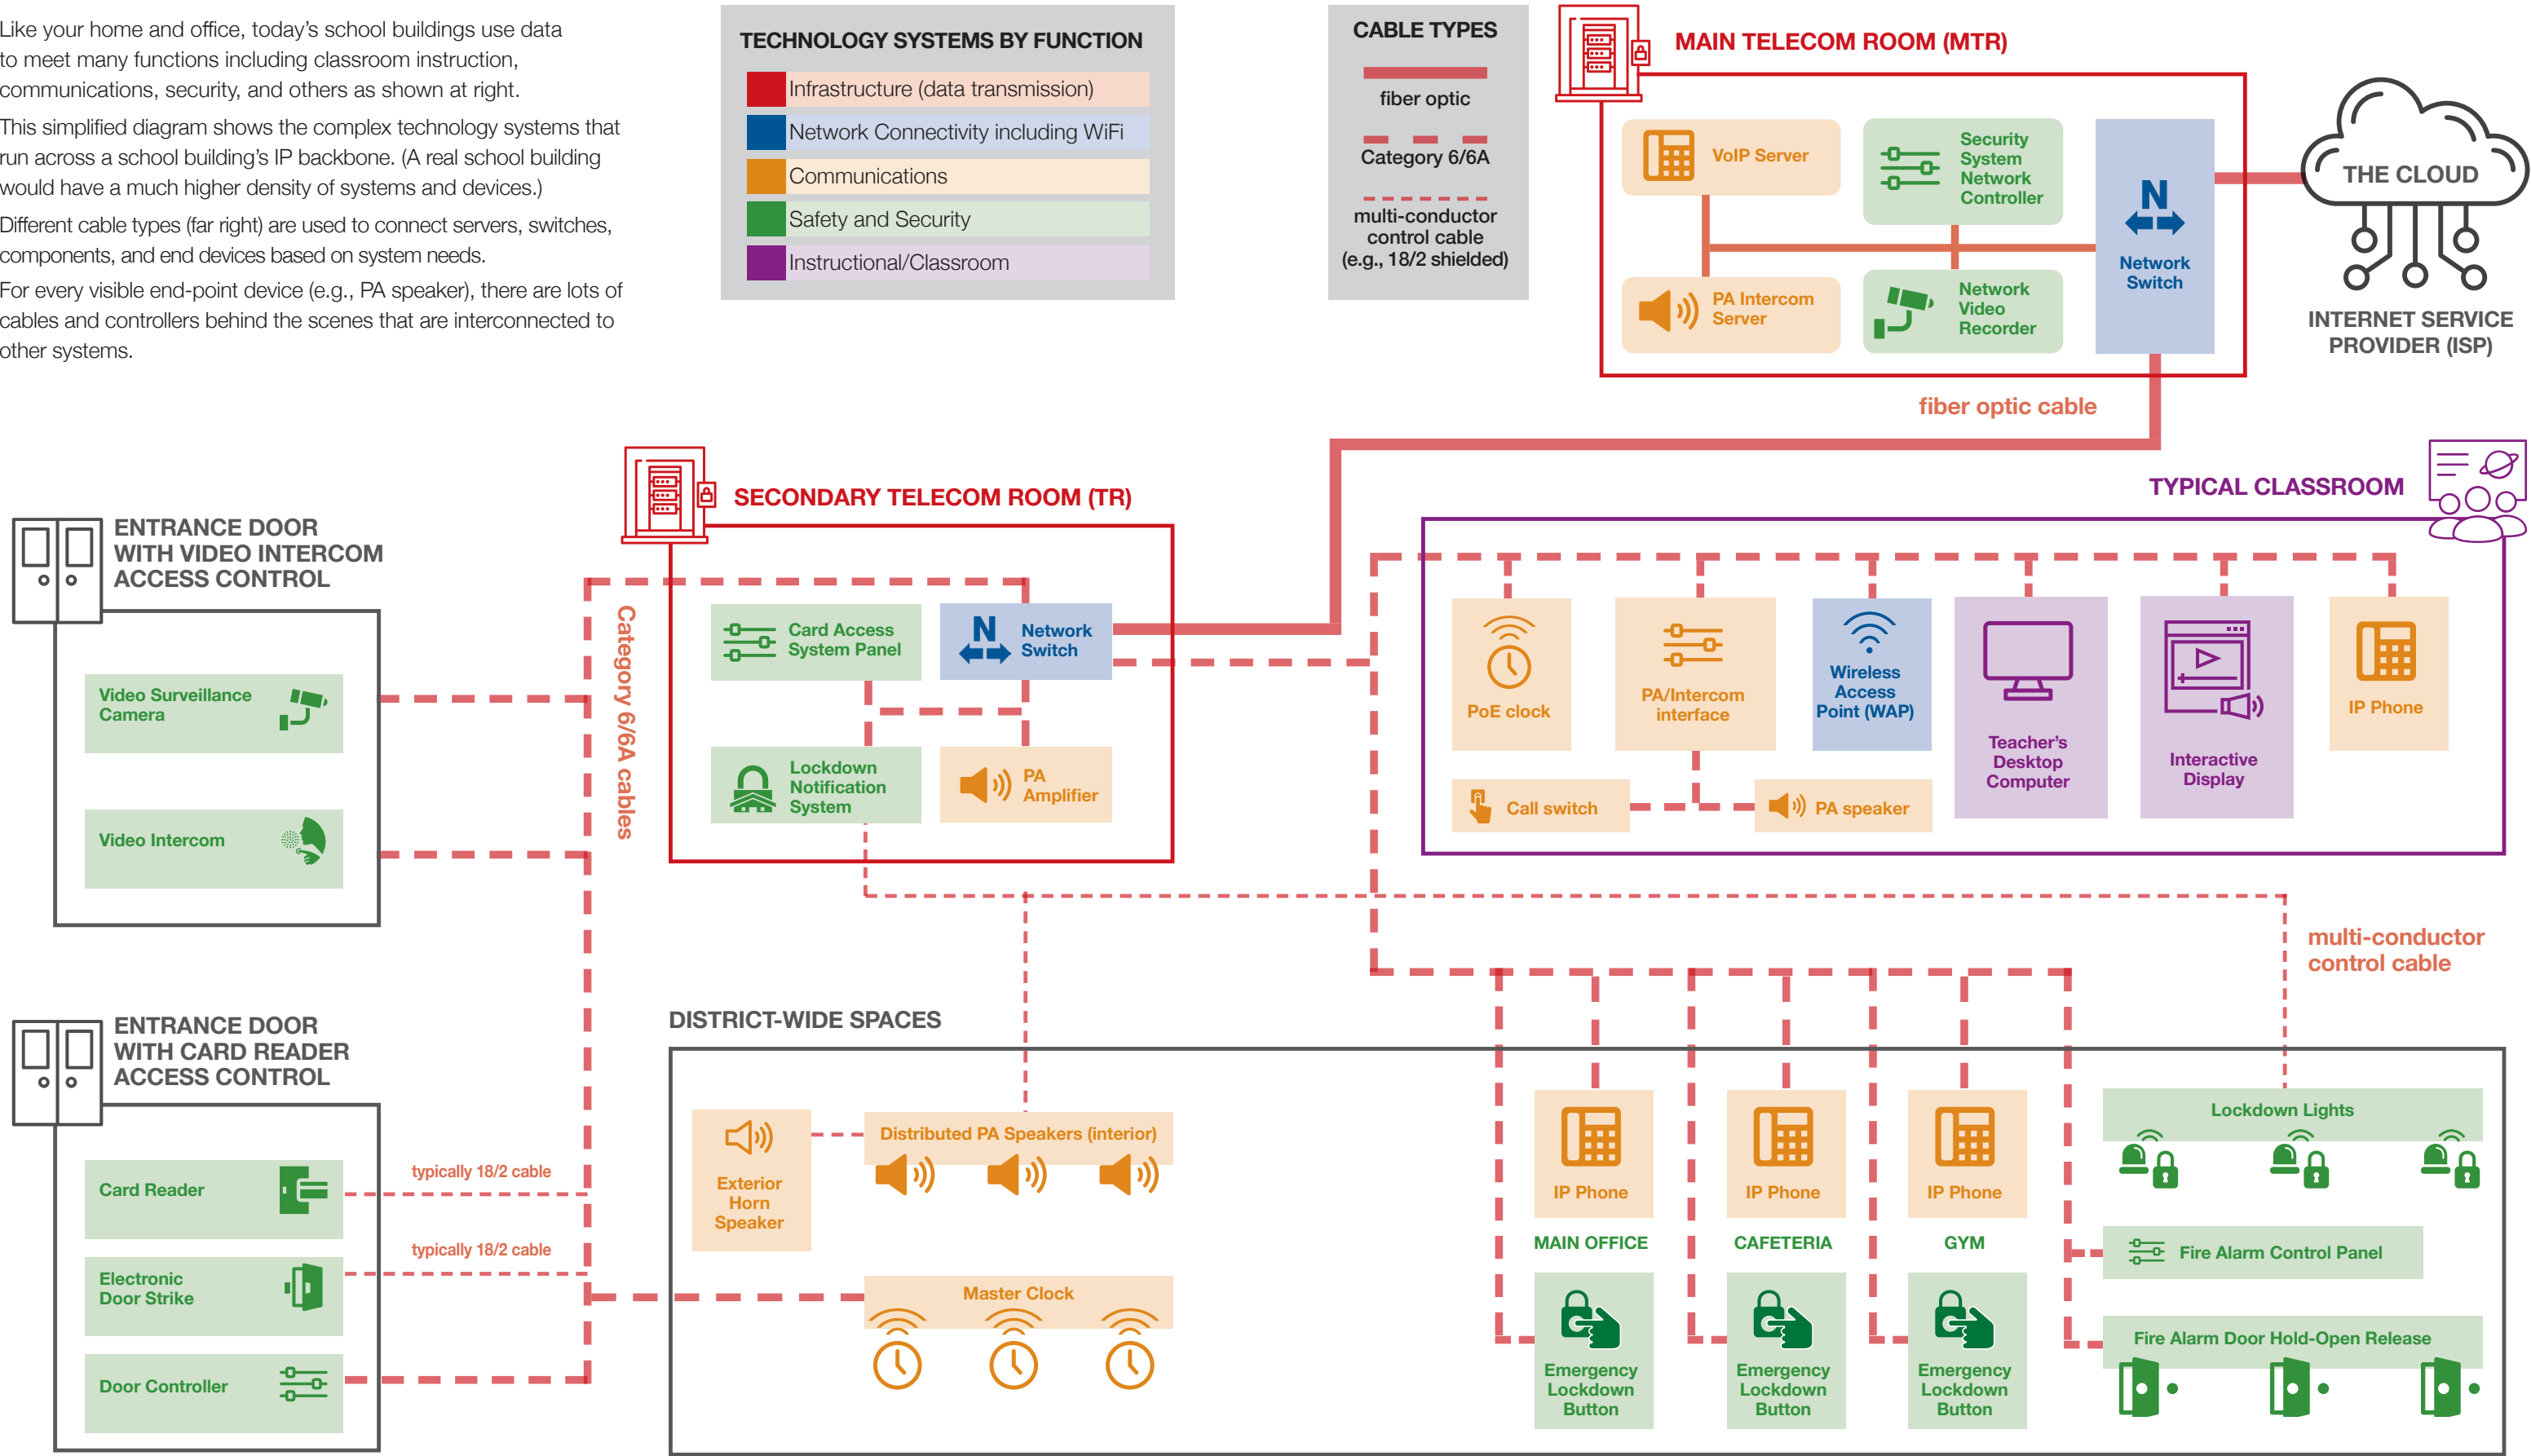 Like your home and office, today's school buildings use data
to meet many functions including classroom instruction,
communications, security, and others as shown at right.
This simplified diagram shows the complex technology systems that
run across a school building's IP backbone. (A real school building
would have a much higher density of systems and devices.)
Different cable types (far right) are used to connect servers, switches,
components, and end devices based on system needs.
For every visible end-point device (e.g., PA speaker), there are lots of
cables and controllers behind the scenes that are interconnected to
other systems.
TECHNOLOGY SYSTEMS BY FUNCTION
Infrastructure (data transmission)
Network Connectivity including WiFi
Communications
Safety and Security
Instructional/Classroom
CABLE TYPES
fiber optic
Category 6/6A
multi-conductor
control cable
(e.g., 18/2 shielded)
MAIN TELECOM ROOM (MTR)
VoIP Server
Security
System
Network
Controller
PA Intercom
Server
Network
Video
Recorder
N
Network
Switch
THE CLOUD
INTERNET SERVICE
PROVIDER (ISP)
fiber optic cable
ENTRANCE DOOR
WITH VIDEO INTERCOM
ACCESS CONTROL
Video Surveillance
Camera
Video Intercom
Category 6/6A cables
SECONDARY TELECOM ROOM (TR)
Card Access
System Panel
N
Network
Switch
Lockdown
Notification
System
PA
Amplifier
TYPICAL CLASSROOM
PoE clock
PA/Intercom
interface
Wireless
Access
Point (WAP)
Teacher's
Desktop
Computer
Interactive
Display
IP Phone
Call switch
PA speaker
multi-conductor
control cable
ENTRANCE DOOR
WITH CARD READER
ACCESS CONTROL
Card Reader
typically 18/2 cable
Electronic
Door Strike
typically 18/2 cable
Door Controller
DISTRICT-WIDE SPACES
Exterior
Horn
Speaker
Distributed PA Speakers (interior)
Master Clock
IP Phone
MAIN OFFICE
Emergency
Lockdown
Button
IP Phone
CAFETERIA
Emergency
Lockdown
Button
IP Phone
GYM
Emergency
Lockdown
Button
Lockdown Lights
Fire Alarm Control Panel
Fire Alarm Door Hold-Open Release